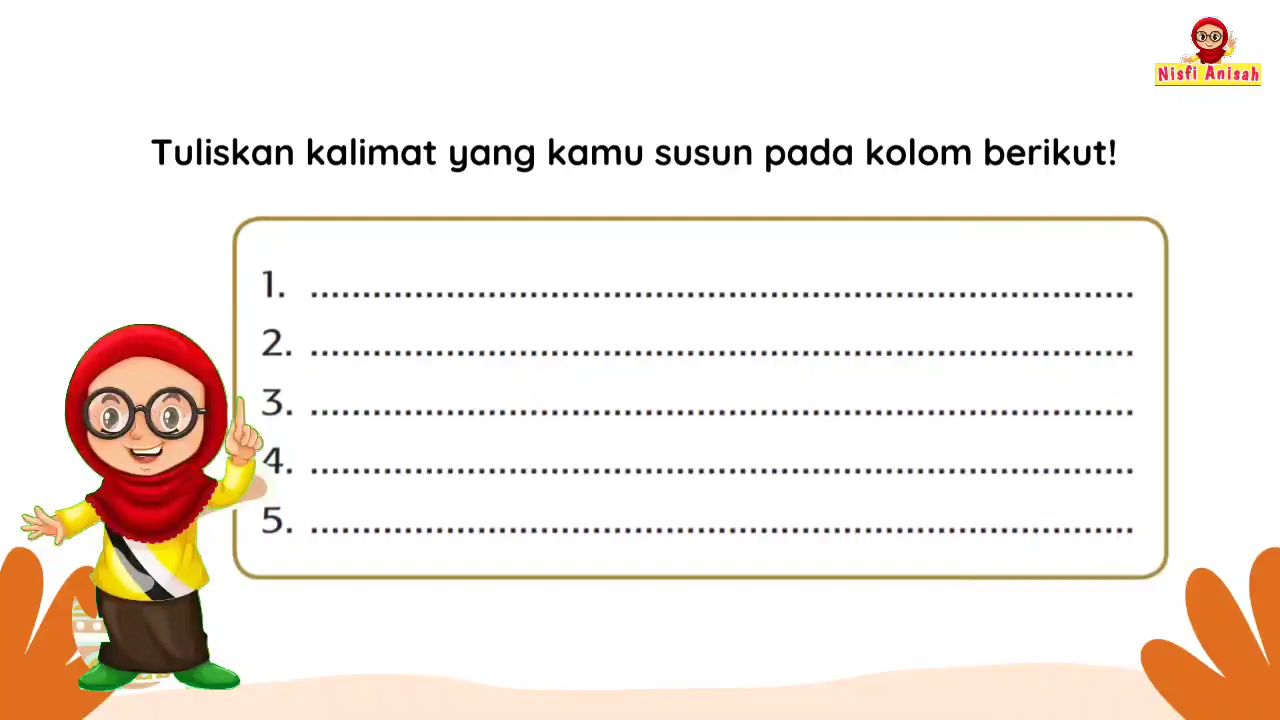 Nisfi Anisah
Tuliskan kalimat yang kamu susun pada kolom berikut!
1. ................................................................................
2. ................................................................................
3. ................................................................................
4. ................................................................................
5. ................................................................................